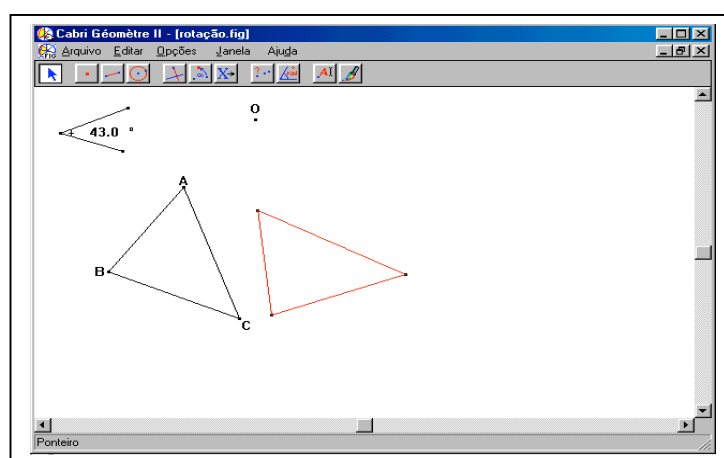 Cabri Géomètre II - [rotação.fig]
Arquivo Editar Opções Janela Ajuda
O
43.0 °
A
B
C
Ponteiro